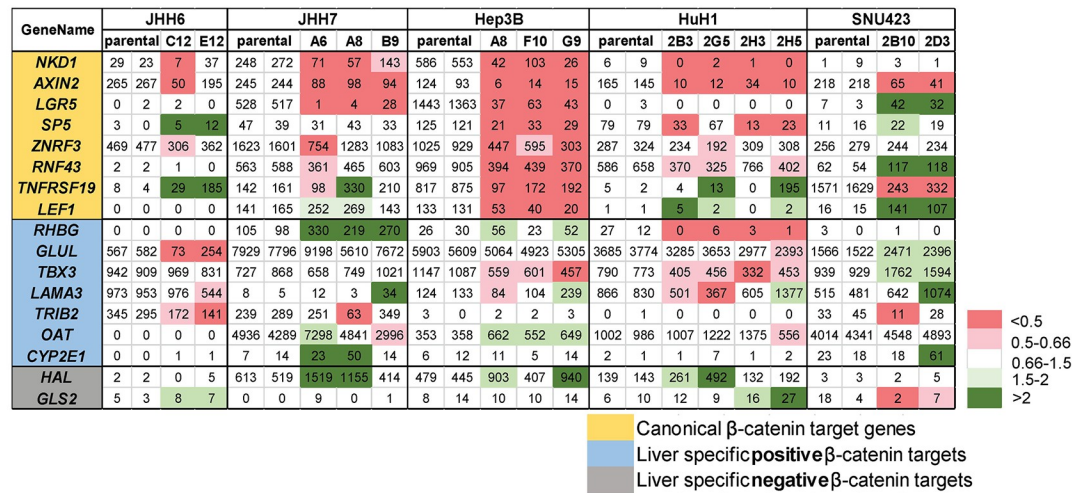 GeneName JHH6 JHH7 Hep3B HuH1 SNU423
parental C12 E12 parental A6 A8 B9 parental A8 F10 G9 parental 2B3 2G5 2H3 2H5 parental 2B10 2D3
NKD1 29 23 7 37 248 272 71 57 143 586 553 42 103 26 6 9 0 2 1 0 1 9 3 1
AXIN2 265 267 50 195 245 244 88 98 94 124 93 6 14 15 165 145 10 12 34 10 218 218 65 41
LGR5 0 2 2 0 528 517 1 4 28 1443 1363 37 63 43 0 3 0 0 0 0 7 3 42 32
SP5 3 0 5 12 47 39 31 43 33 125 121 21 33 29 79 79 33 67 13 23 11 16 22 19
ZNRF3 469 477 306 362 1623 1601 754 1283 1083 1025 929 447 595 303 287 324 234 192 309 308 256 279 244 234
RNF43 2 2 1 0 563 588 361 465 603 969 905 394 439 370 586 658 370 325 766 402 62 54 117 118
TNFRSF19 8 4 29 185 142 161 98 330 210 817 875 97 172 192 5 2 4 13 0 195 1571 1629 243 332
LEF1 0 0 0 0 141 165 252 269 143 133 131 53 40 20 1 1 5 2 0 2 16 15 141 107
RHBG 0 0 0 0 105 98 330 219 270 26 30 56 23 52 27 12 0 6 3 1 3 0 1 0
GLUL 567 582 73 254 7929 7796 9198 5610 7672 5903 5609 5064 4923 5305 3685 3774 3285 3653 2977 2393 1566 1522 2471 2396
TBX3 942 909 969 831 727 868 658 749 1021 1147 1087 559 601 457 790 773 405 456 332 453 939 929 1762 1594
LAMA3 973 953 976 544 8 5 12 3 34 124 133 84 104 239 866 830 501 367 605 1377 515 481 642 1074
TRIB2 345 295 172 141 239 289 251 63 349 3 0 2 2 3 0 1 0 0 0 0 33 45 11 28
OAT 0 0 0 0 4936 4289 7298 4841 2996 353 358 662 552 649 1002 986 1007 1222 1375 556 4014 4341 4548 4893
CYP2E1 0 0 1 1 7 14 23 50 14 6 12 11 5 14 2 1 1 7 1 2 23 18 18 61
HAL 2 2 0 5 613 519 1519 1155 414 479 445 903 407 940 139 143 261 492 132 192 3 3 2 5
GLS2 5 3 8 7 0 0 9 0 1 8 14 10 10 14 6 10 12 9 16 27 18 4 2 7
<0.5
0.5-0.66
0.66-1.5
1.5-2
>2
Canonical β-catenin target genes
Liver specific positive β-catenin targets
Liver specific negative β-catenin targets